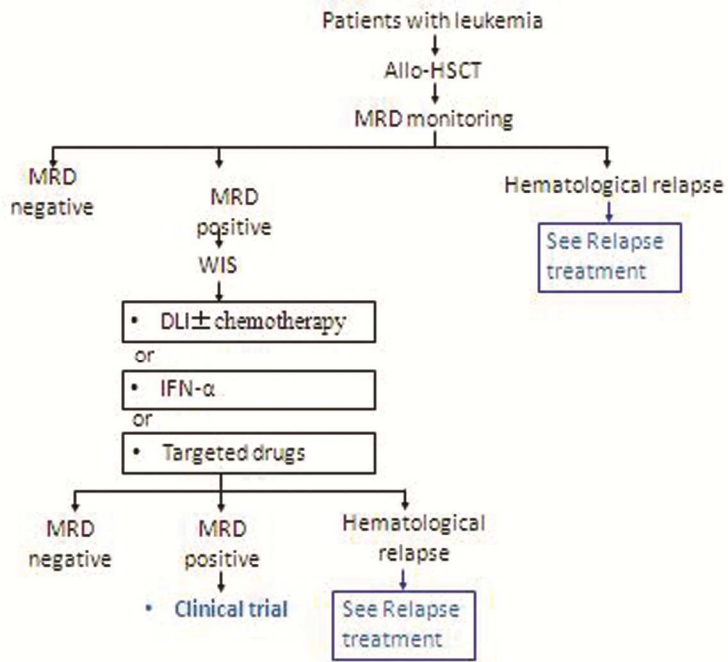 Patients with leukemia
Allo-HSCT
MRD monitoring
MRD
negative
MRD
positive
Hematological relapse
See Relapse
treatment
WIS
• DLI± chemotherapy
or
• IFN-α
or
• Targeted drugs
MRD
negative
MRD
positive
Hematological
relapse
• Clinical trial
See Relapse
treatment